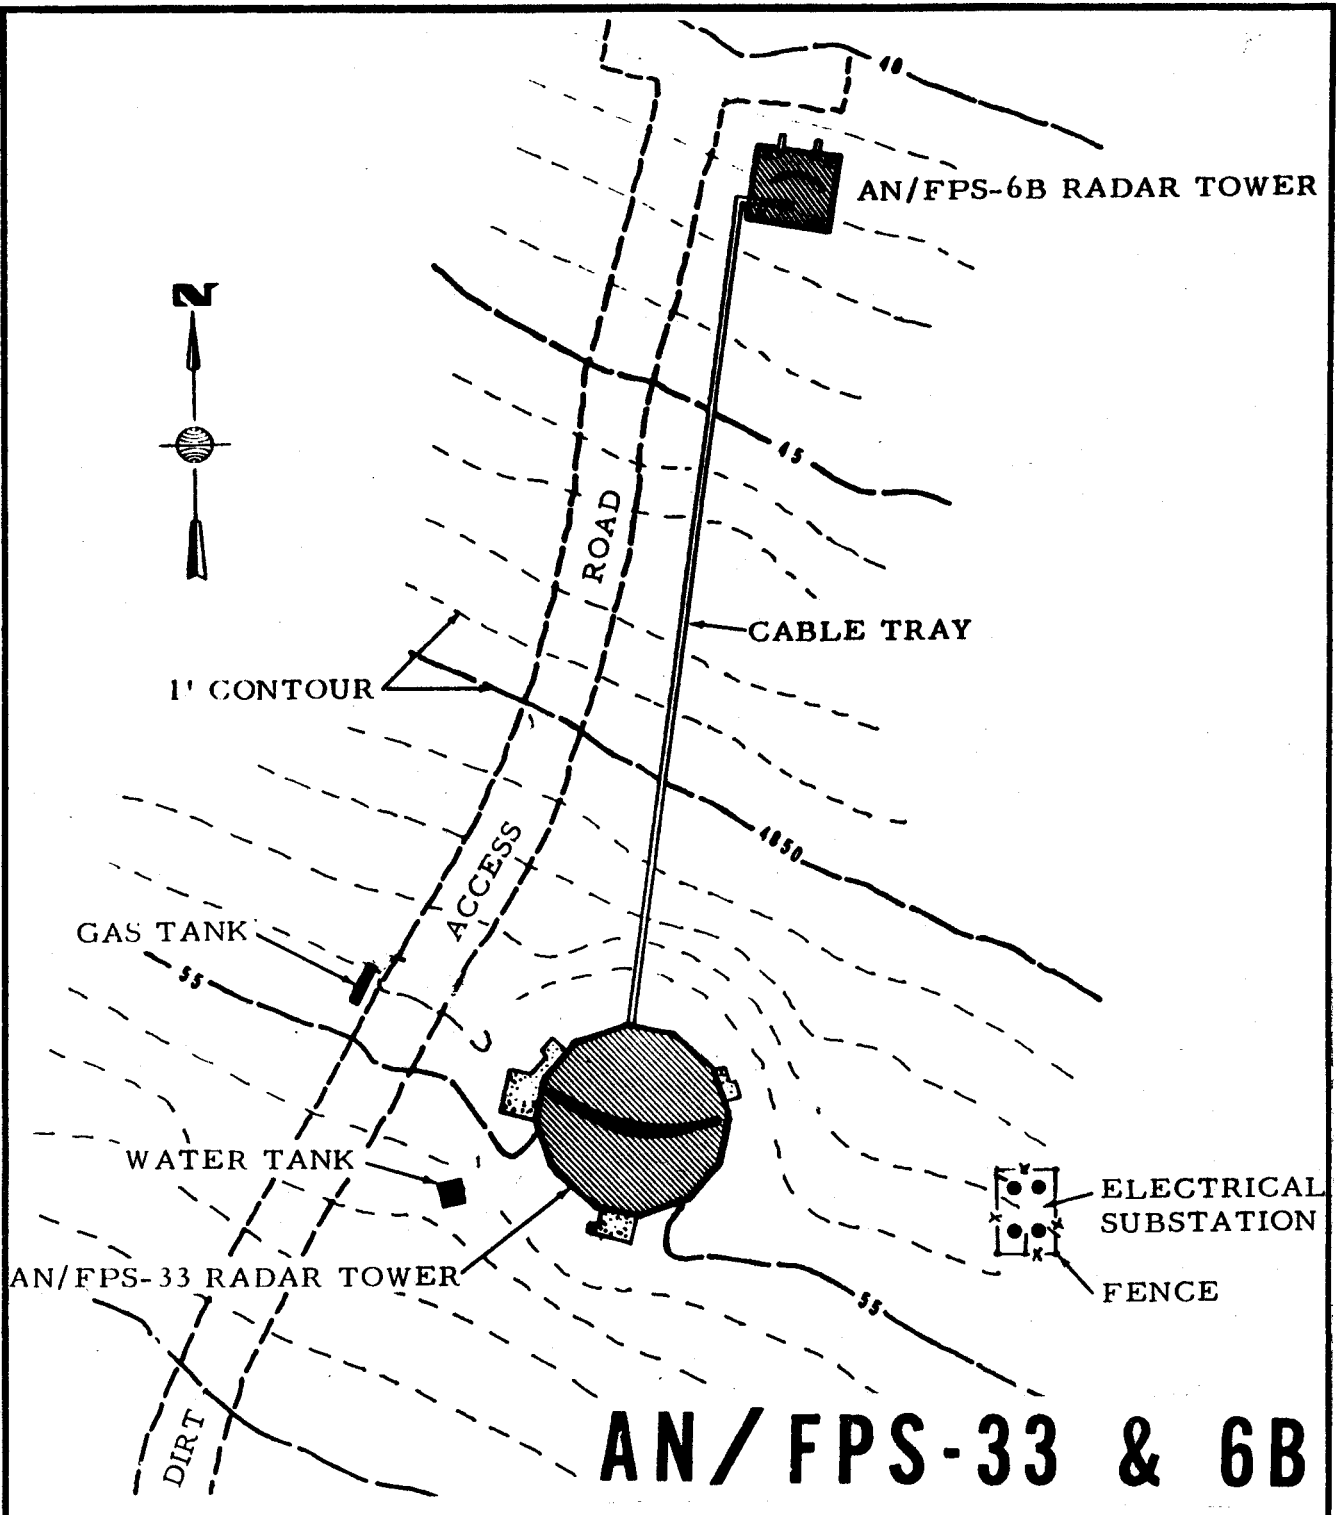 40
AN/FPS-6B RADAR TOWER
N
45
ROAD
CABLE TRAY
1' CONTOUR
4850
ACCESS
GAS TANK
55
WATER TANK
ELECTRICAL
SUBSTATION
AN/FPS-33 RADAR TOWER
FENCE
55
DIRT
AN/FPS-33 & 6B